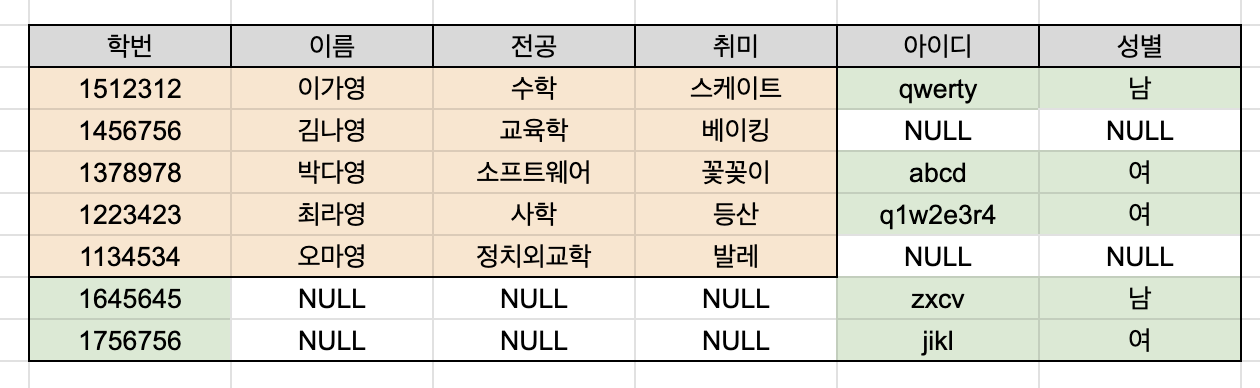 학번 이름 전공 취미 아이디 성별
1512312 이가영 수학 스케이트 qwerty 남
1456756 김나영 교육학 베이킹 NULL NULL
1378978 박다영 소프트웨어 꽃꽂이 abcd 여
1223423 최라영 사학 등산 q1w2e3r4 여
1134534 오마영 정치외교학 발레 NULL NULL
1645645 NULL NULL NULL zxcv 남
1756756 NULL NULL NULL jikl 여